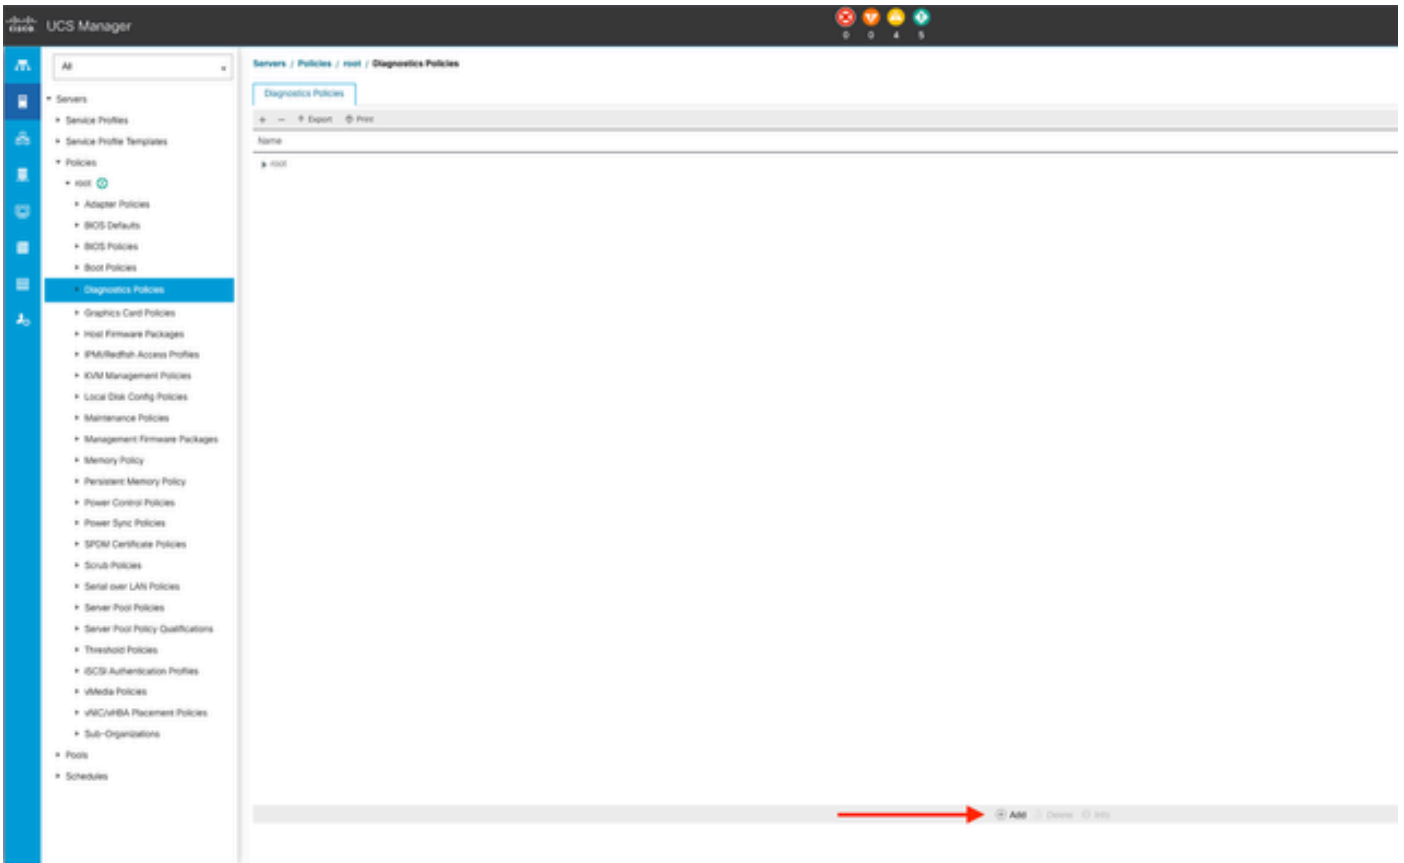 CISCO UCS Manager
0 0 4 5
All
Servers / Policies / root / Diagnostics Policies
Diagnostics Policies
+ − Export Print
Name
root
Servers
Service Profiles
Service Profile Templates
Policies
root
Adapter Policies
BIOS Defaults
BIOS Policies
Boot Policies
Diagnostics Policies
Graphics Card Policies
Host Firmware Packages
IPMI/Redfish Access Profiles
KVM Management Policies
Local Disk Config Policies
Maintenance Policies
Management Firmware Packages
Memory Policy
Persistent Memory Policy
Power Control Policies
Power Sync Policies
SPDM Certificate Policies
Scrub Policies
Serial over LAN Policies
Server Pool Policies
Server Pool Policy Qualifications
Threshold Policies
iSCSI Authentication Profiles
vMedia Policies
vNIC/vHBA Placement Policies
Sub-Organizations
Pools
Schedules
Add Delete Info